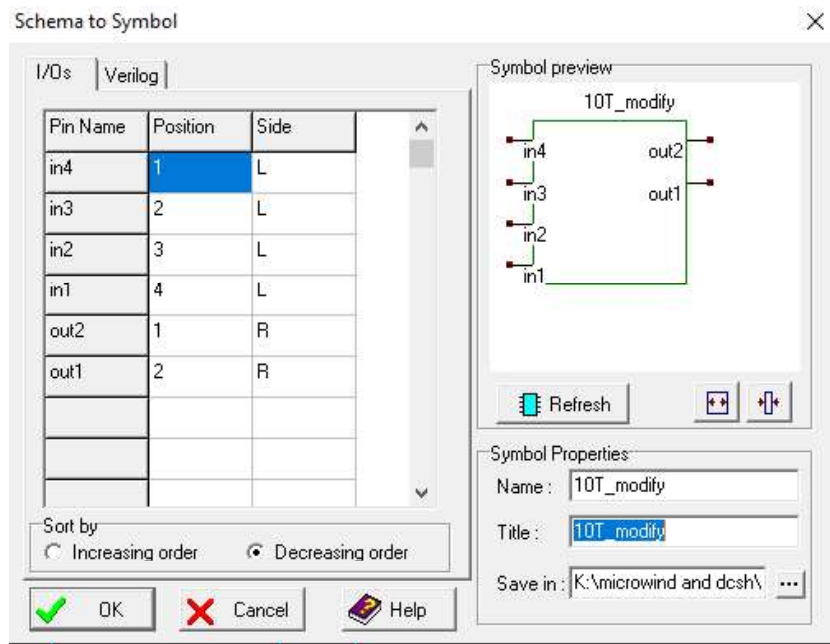 Schema to Symbol
I/Os
Verilog
Pin Name Position Side
in4 1 L
in3 2 L
in2 3 L
in1 4 L
out2 1 R
out1 2 R
Sort by
Increasing order
Decreasing order
OK
Cancel
Help
Symbol preview
10T_modify
in4 out2
in3 out1
in2
in1
Refresh
Symbol Properties
Name : 10T_modify
Title : 10T_modify
Save in : K:\microwind and dcsh\ ...